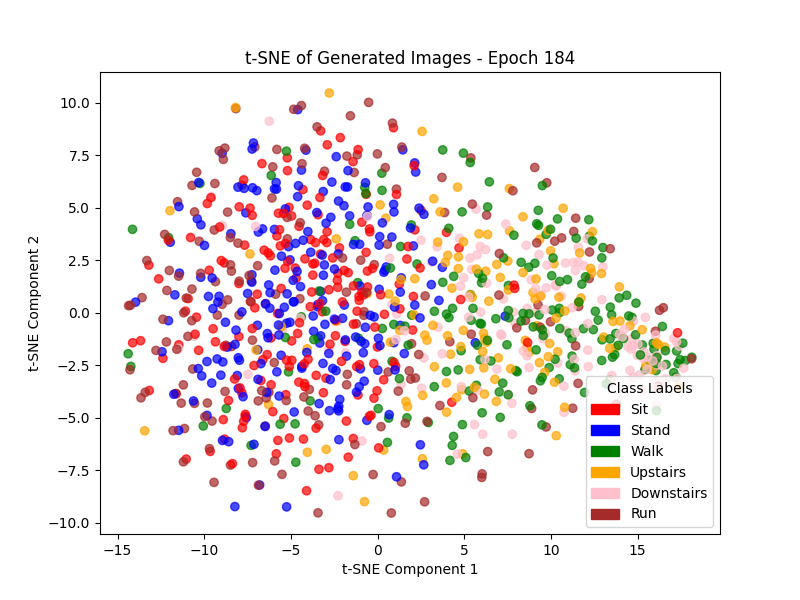 t-SNE of Generated Images - Epoch 184
t-SNE Component 2
10.0
7.5
5.0
2.5
0.0
−2.5
−5.0
−7.5
−10.0
Class Labels
Sit
Stand
Walk
Upstairs
Downstairs
Run
−15
−10
−5
0
5
10
15
t-SNE Component 1